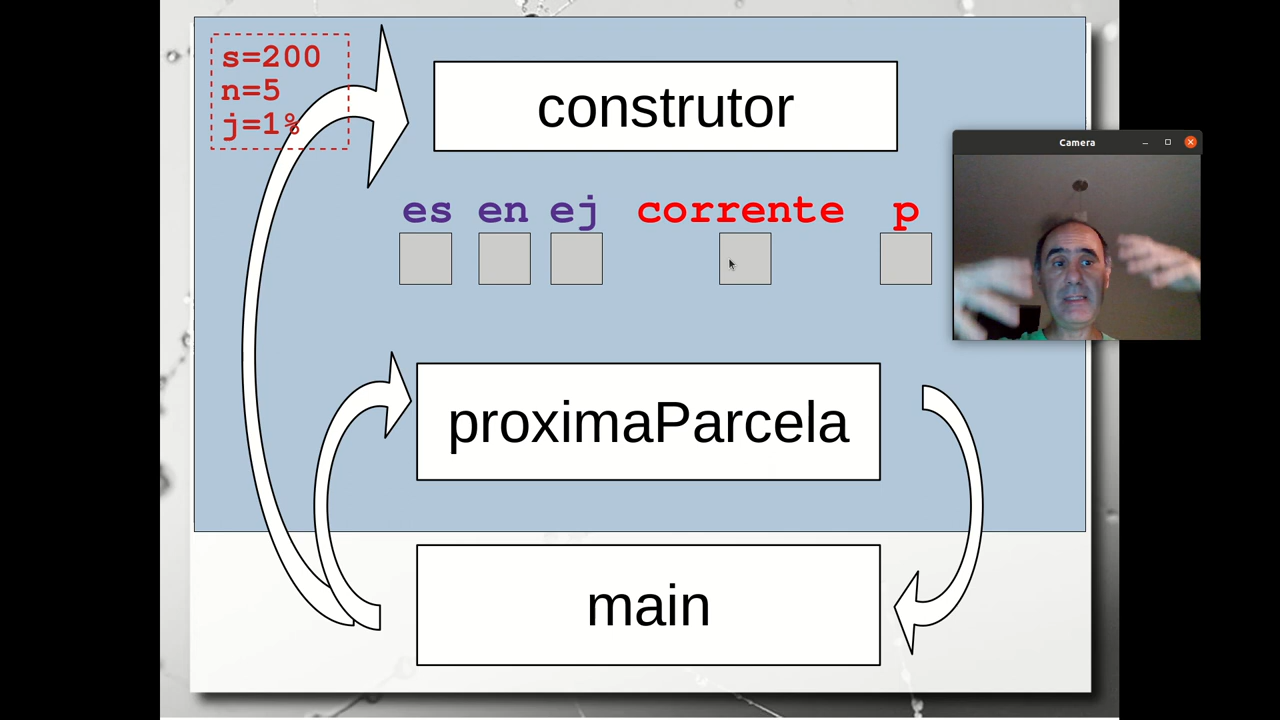 s=200
n=5
j=1%
construtor
Camera
es en ej corrente p
proximaParcela
main